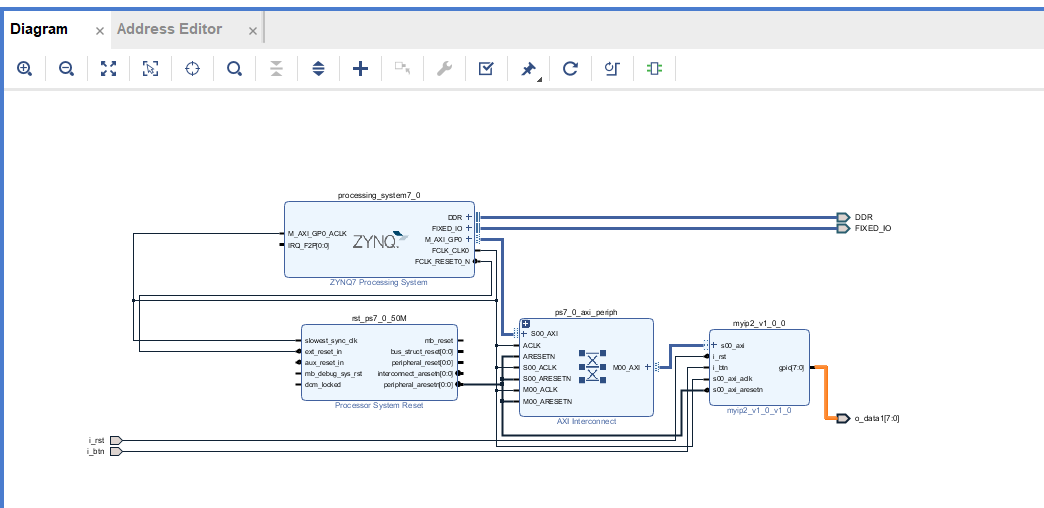 Diagram
Address Editor
processing_system7_0
DDR
FIXED_IO
M_AXI_GP0
FCLK_CLK0
FCLK_RESET0_N
M_AXI_GP0_ACLK
IRQ_F2P[0:0]
ZYNQ
ZYNQ7 Processing System
DDR
FIXED_IO
rst_ps7_0_50M
slowest_sync_clk
ext_reset_in
aux_reset_in
mb_debug_sys_rst
dcm_locked
mb_reset
bus_struct_reset[0:0]
peripheral_reset[0:0]
interconnect_aresetn[0:0]
peripheral_aresetn[0:0]
Processor System Reset
ps7_0_axi_periph
S00_AXI
ACLK
ARESETN
S00_ACLK
S00_ARESETN
M00_ACLK
M00_ARESETN
M00_AXI
AXI Interconnect
myip2_v1_0_0
s00_axi
i_rst
i_btn
s00_axi_aclk
s00_axi_aresetn
gpio[7:0]
myip2_v1_0_v1_0
o_data1[7:0]
i_rst
i_btn